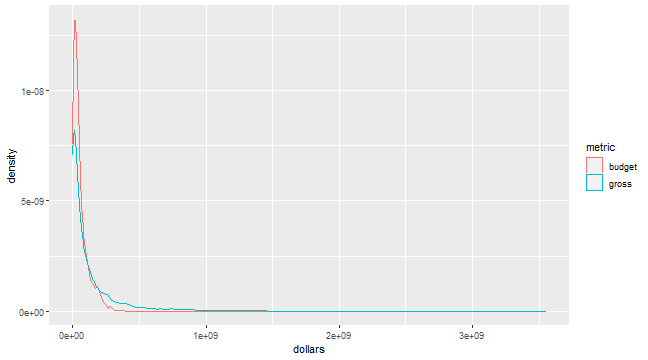 1e-08
5e-09
0e+00
density
0e+00
1e+09
2e+09
3e+09
dollars
metric
budget
gross